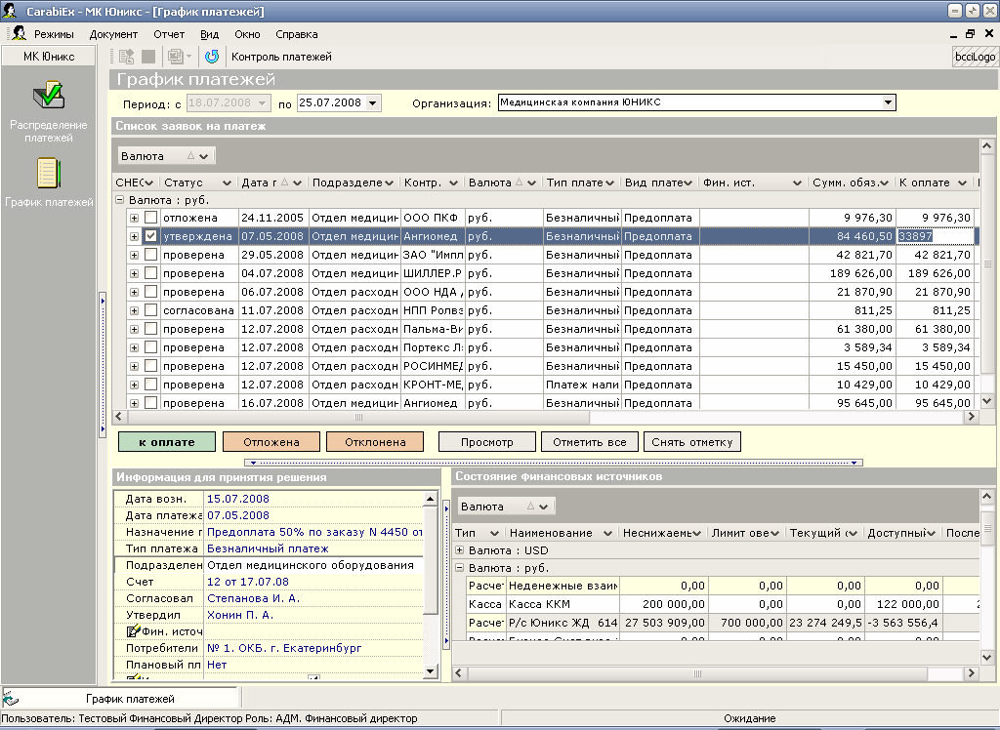 CarabiEx - МК Юникс - [График платежей]
Режимы Документ Отчет Вид Окно Справка
МК Юникс
Контроль платежей
bcciLogo
График платежей
Период: с 18.07.2008 по 25.07.2008 Организация: Медицинская компания ЮНИКС
Распределение
платежей
График платежей
Список заявок на платеж
Валюта
CHEC Статус Дата г Подразделе Контр. Валюта Тип плате Вид плате Фин. ист. Сумм. обяз. К оплате
Валюта : руб.
отложена 24.11.2005 Отдел медицин ООО ПКФ руб. Безналичный Предоплата 9 976,30 9 976,30
утверждена 07.05.2008 Отдел медицин Ангиомед руб. Безналичный Предоплата 84 460,50 33897
проверена 29.05.2008 Отдел медицин ЗАО "Импл руб. Безналичный Предоплата 42 821,70 42 821,70
проверена 04.07.2008 Отдел медицин ШИЛЛЕР.Р руб. Безналичный Предоплата 189 626,00 189 626,00
проверена 06.07.2008 Отдел расходн ООО НДА руб. Безналичный Предоплата 21 870,90 21 870,90
согласована 11.07.2008 Отдел расходн НПП Ролвэ руб. Безналичный Предоплата 811,25 811,25
проверена 12.07.2008 Отдел расходн Пальма-Ви руб. Безналичный Предоплата 61 380,00 61 380,00
проверена 12.07.2008 Отдел расходн Портекс Л руб. Безналичный Предоплата 3 589,34 3 589,34
проверена 12.07.2008 Отдел расходн РОСИНМЕД руб. Безналичный Предоплата 15 450,00 15 450,00
проверена 12.07.2008 Отдел расходн КРОНТ-МЕ руб. Платеж нали Предоплата 10 429,00 10 429,00
проверена 16.07.2008 Отдел медицин Ангиомед руб. Безналичный Предоплата 95 645,00 95 645,00
к оплате Отложена Отклонена Просмотр Отметить все Снять отметку
Информация для принятия решения
Дата возн. 15.07.2008
Дата платежа 07.05.2008
Назначение п Предоплата 50% по заказу N 4450 от
Тип платежа Безналичный платеж
Подразделен Отдел медицинского оборудования
Счет 12 от 17.07.08
Согласовал Степанова И. А.
Утвердил Хонин П. А.
Фин. источ
Потребители № 1. ОКБ. г. Екатеринбург
Плановый пл Нет
Состояние финансовых источников
Валюта
Тип Наименование Неснижаемы Лимит ове Текущий с Доступный После
Валюта : USD
Валюта : руб.
Расчет Неденежные взаим 0,00 0,00 0,00 0,00
Касса Касса ККМ 200 000,00 0,00 0,00 122 000,00
Расчет Р/с Юникс ЖД 614 27 503 909,00 700 000,00 23 274 249,5 -3 563 556,4
График платежей
Пользователь: Тестовый Финансовый Директор Роль: АДМ. Финансовый директор Ожидание